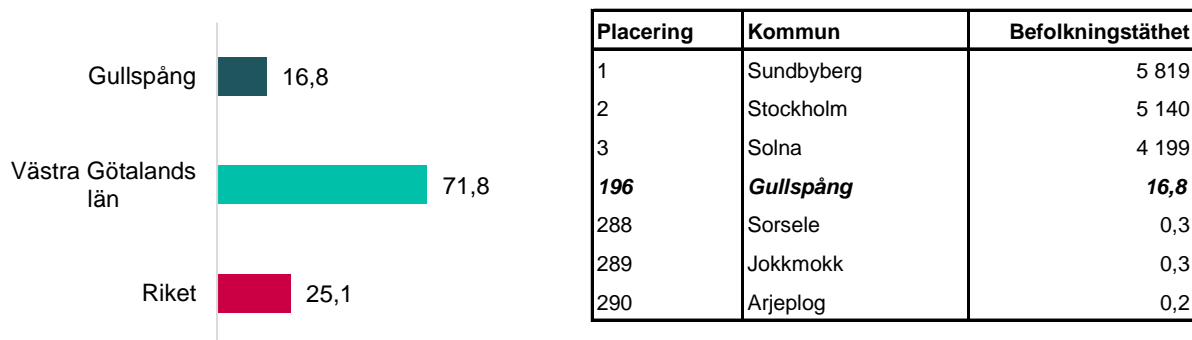 Gullspång 16,8
Västra Götalands
län 71,8
Riket 25,1
Placering Kommun Befolkningstäthet
1 Sundbyberg 5 819
2 Stockholm 5 140
3 Solna 4 199
196 Gullspång 16,8
288 Sorsele 0,3
289 Jokkmokk 0,3
290 Arjeplog 0,2